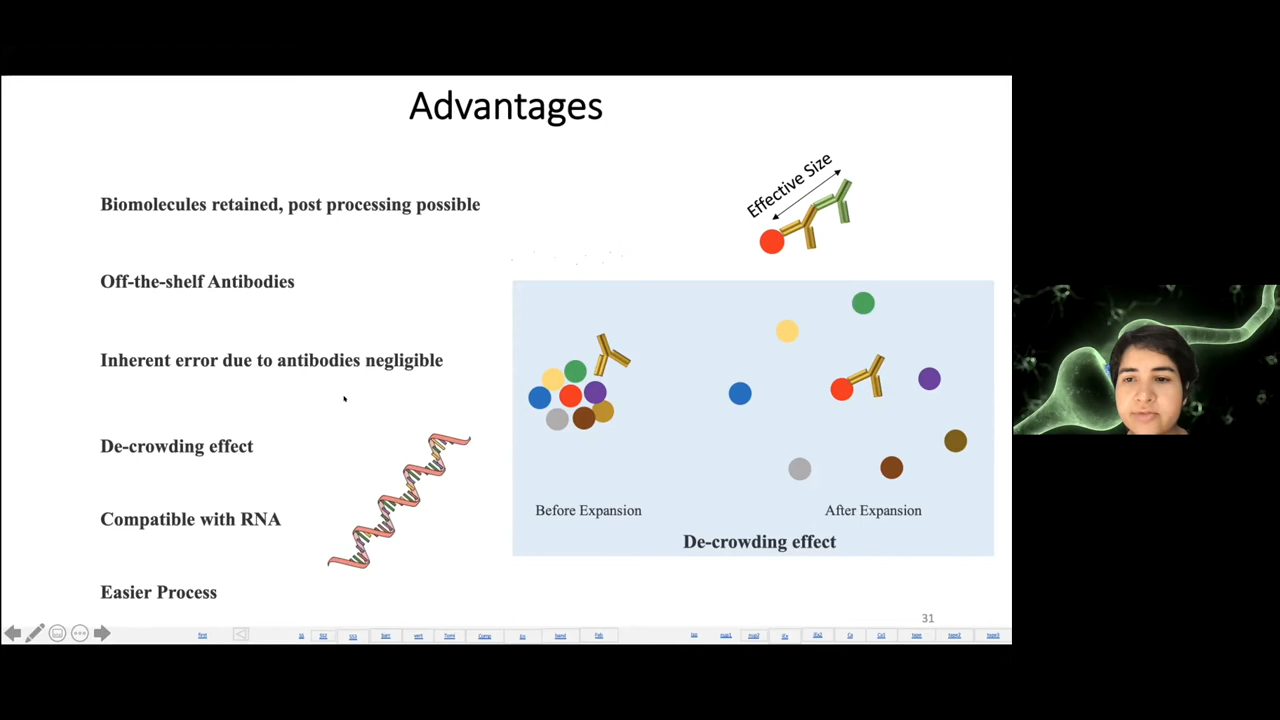 Advantages
Effective Size
Biomolecules retained, post processing possible
Off-the-shelf Antibodies
Inherent error due to antibodies negligible
De-crowding effect
Compatible with RNA
Before Expansion
After Expansion
De-crowding effect
Easier Process
31
first